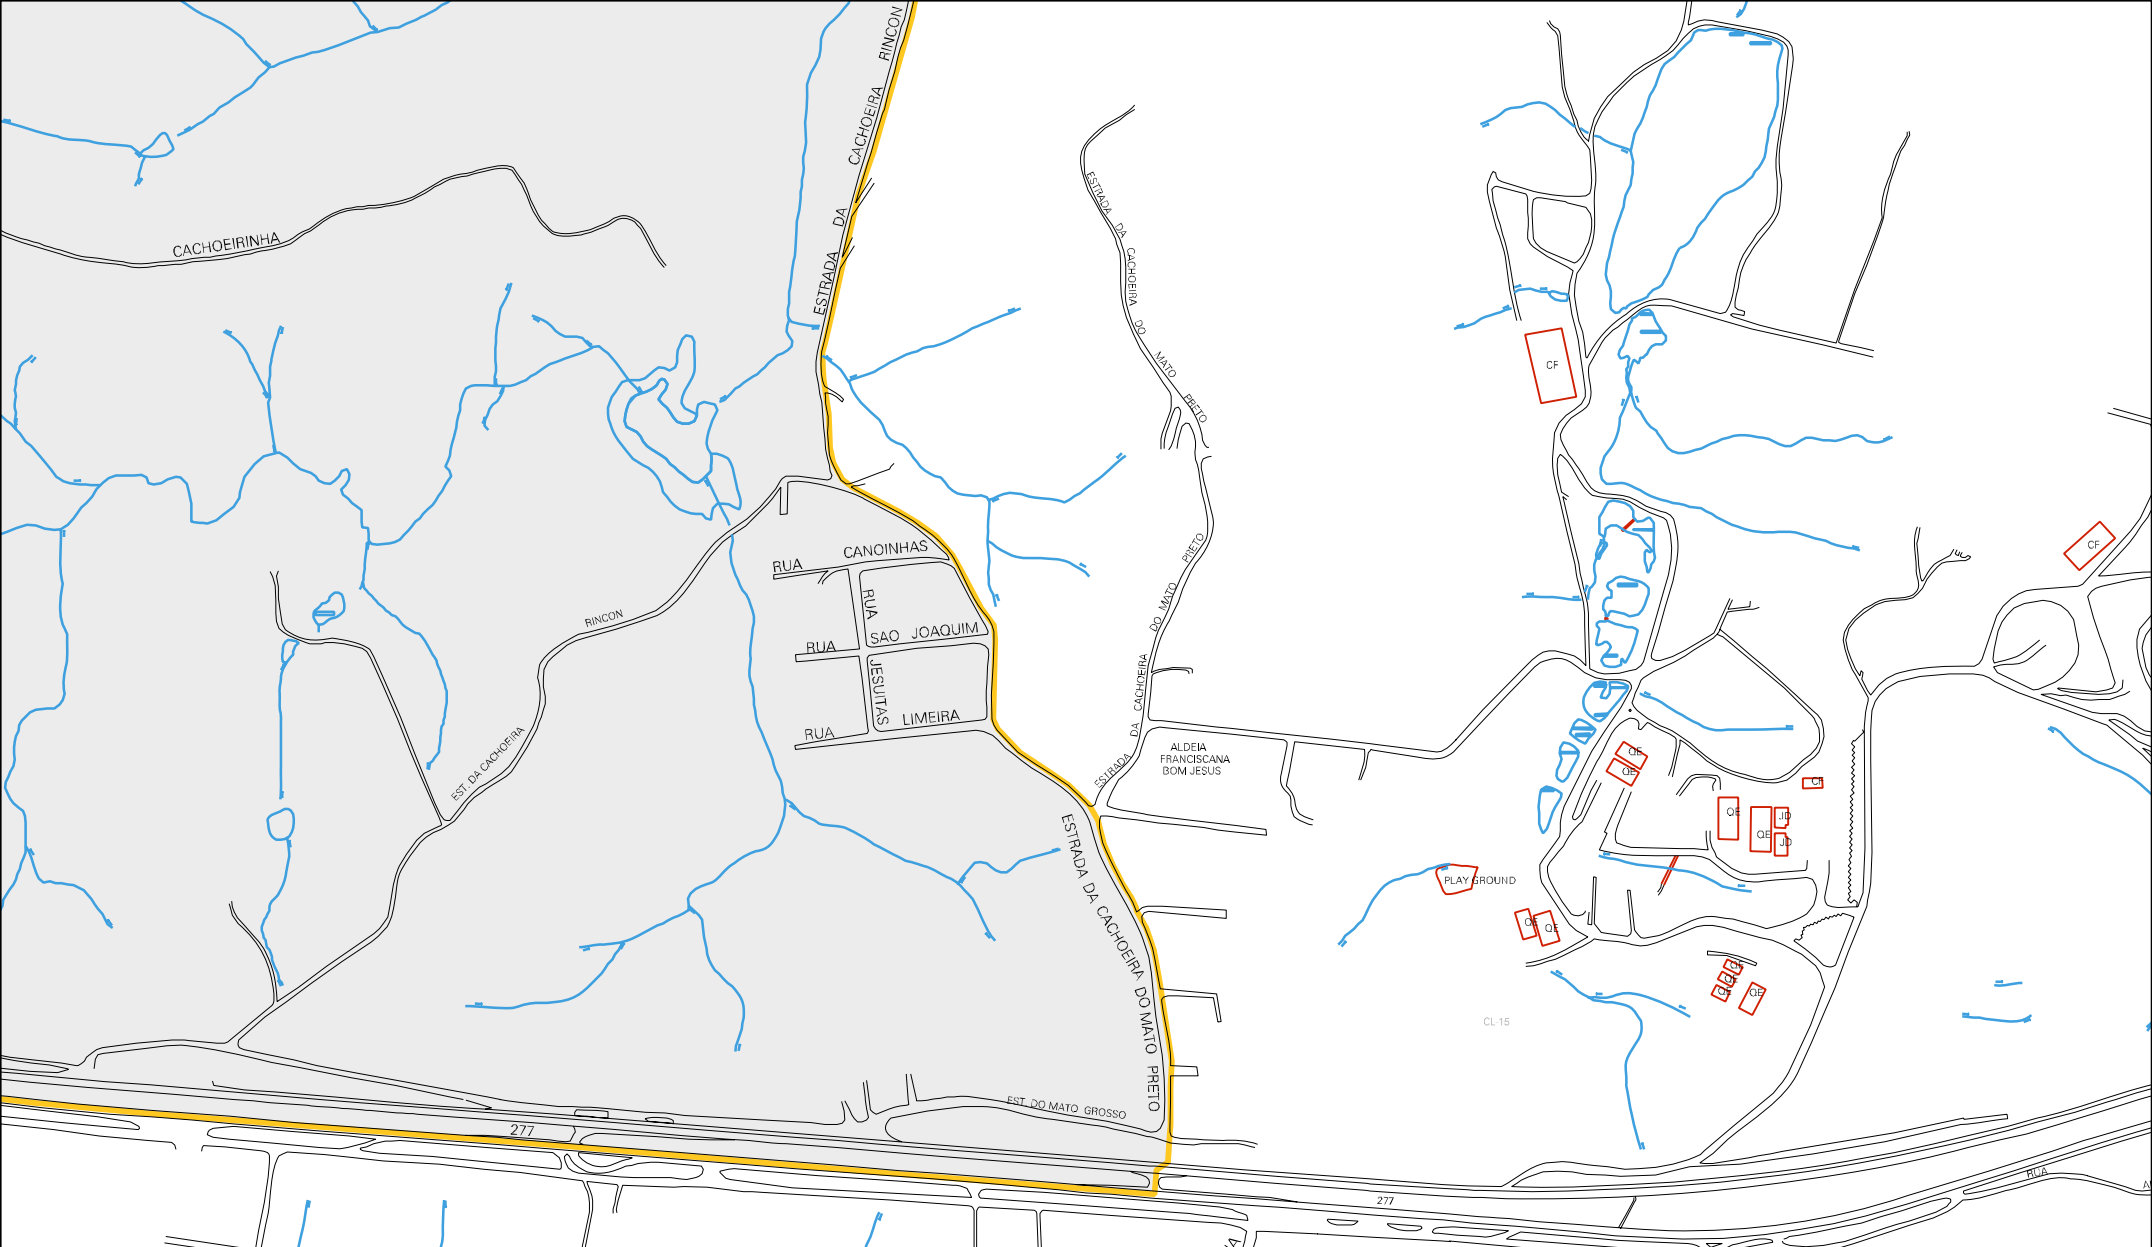 ESTRADA DA CACHOEIRA RINCON
CACHOEIRINHA
ESTRADA DA CACHOEIRA DO MATO PRETO
CF
CF
RUA CANOINHAS
RUA SAO JOAQUIM
RUA JESUITAS
RUA LIMEIRA
RINCON
EST. DA CACHOEIRA
ESTRADA DA CACHOEIRA DO MATO PRETO
ALDEIA
FRANCISCANA
BOM JESUS
QE
QE
CF
QE
QE
JD
JD
PLAY GROUND
QE
QE
QE
QE
QE
QE
CL-15
ESTRADA DA CACHOEIRA DO MATO PRETO
EST. DO MATO GROSSO
277
277
RUA